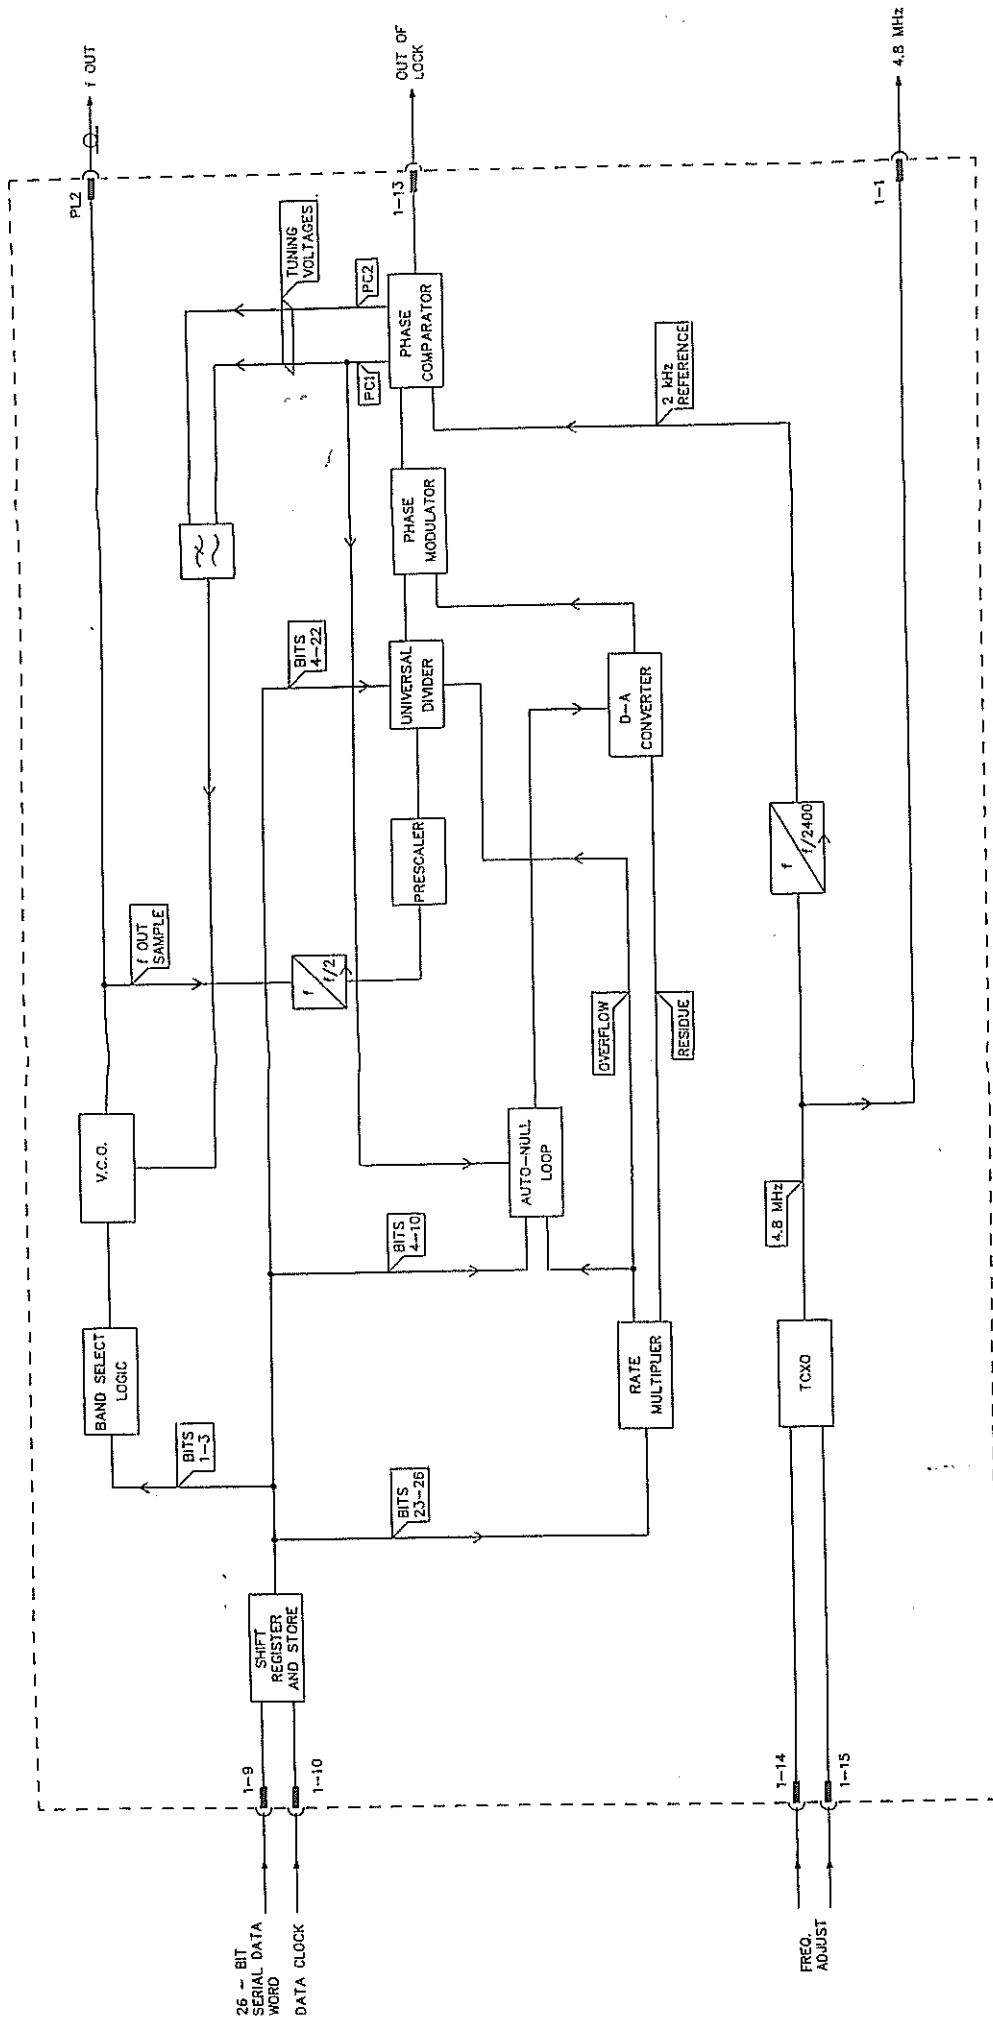 f OUT
PL2
OUT OF
LOCK
1-13
4.8 MHz
1-1
TUNING
VOLTAGES
PC2
PC1
PHASE
COMPARATOR
2 kHz
REFERENCE
PHASE
MODULATOR
BITS
4-22
UNIVERSAL
DIVIDER
D-A
CONVERTER
PRESCALER
f
f/2400
f OUT
SAMPLE
f
f/2
OVERFLOW
RESIDUE
V.C.O.
AUTO-NULL
LOOP
BITS
4-10
4.8 MHz
BAND SELECT
LOGIC
RATE
MULTIPLIER
TCXO
BITS
1-3
BITS
23-26
SHIFT
REGISTER
AND STORE
1-9
1-10
1-14
1-15
26 - BIT
SERIAL DATA
WORD
DATA CLOCK
FREQ.
ADJUST